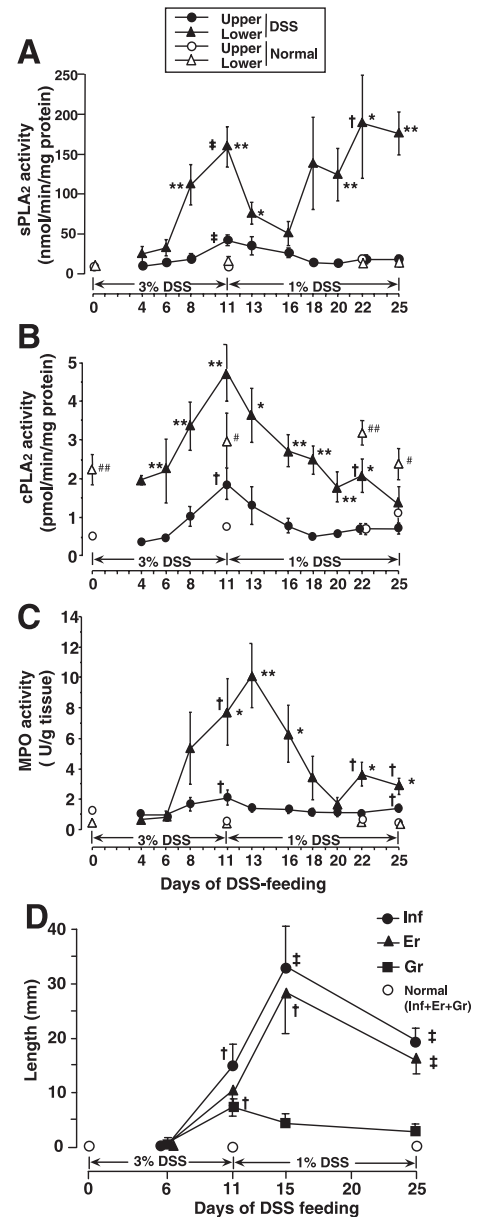 Upper DSS
Lower
Upper Normal
Lower
A
sPLA2 activity
(nmol/min/mg protein)
250
200
150
100
50
0
‡ ** ** * † * ** ** ‡
0 4 6 8 11 13 16 18 20 22 25
3% DSS 1% DSS
B
cPLA2 activity
(pmol/min/mg protein)
5
4
3
2
1
0
** ** * ** ## # ** ** † * ** ## # †
3% DSS 1% DSS
0 4 6 8 11 13 16 18 20 22 25
C
MPO activity
( U/g tissue)
14
12
10
8
6
4
2
0
** † * * † * † * † †
3% DSS 1% DSS
0 4 6 8 11 13 16 18 20 22 25
Days of DSS-feeding
D
Length (mm)
40
30
20
10
0
Inf
Er
Gr
Normal
(Inf+Er+Gr)
‡ † † ‡ ‡ †
3% DSS 1% DSS
0 6 11 15 25
Days of DSS feeding